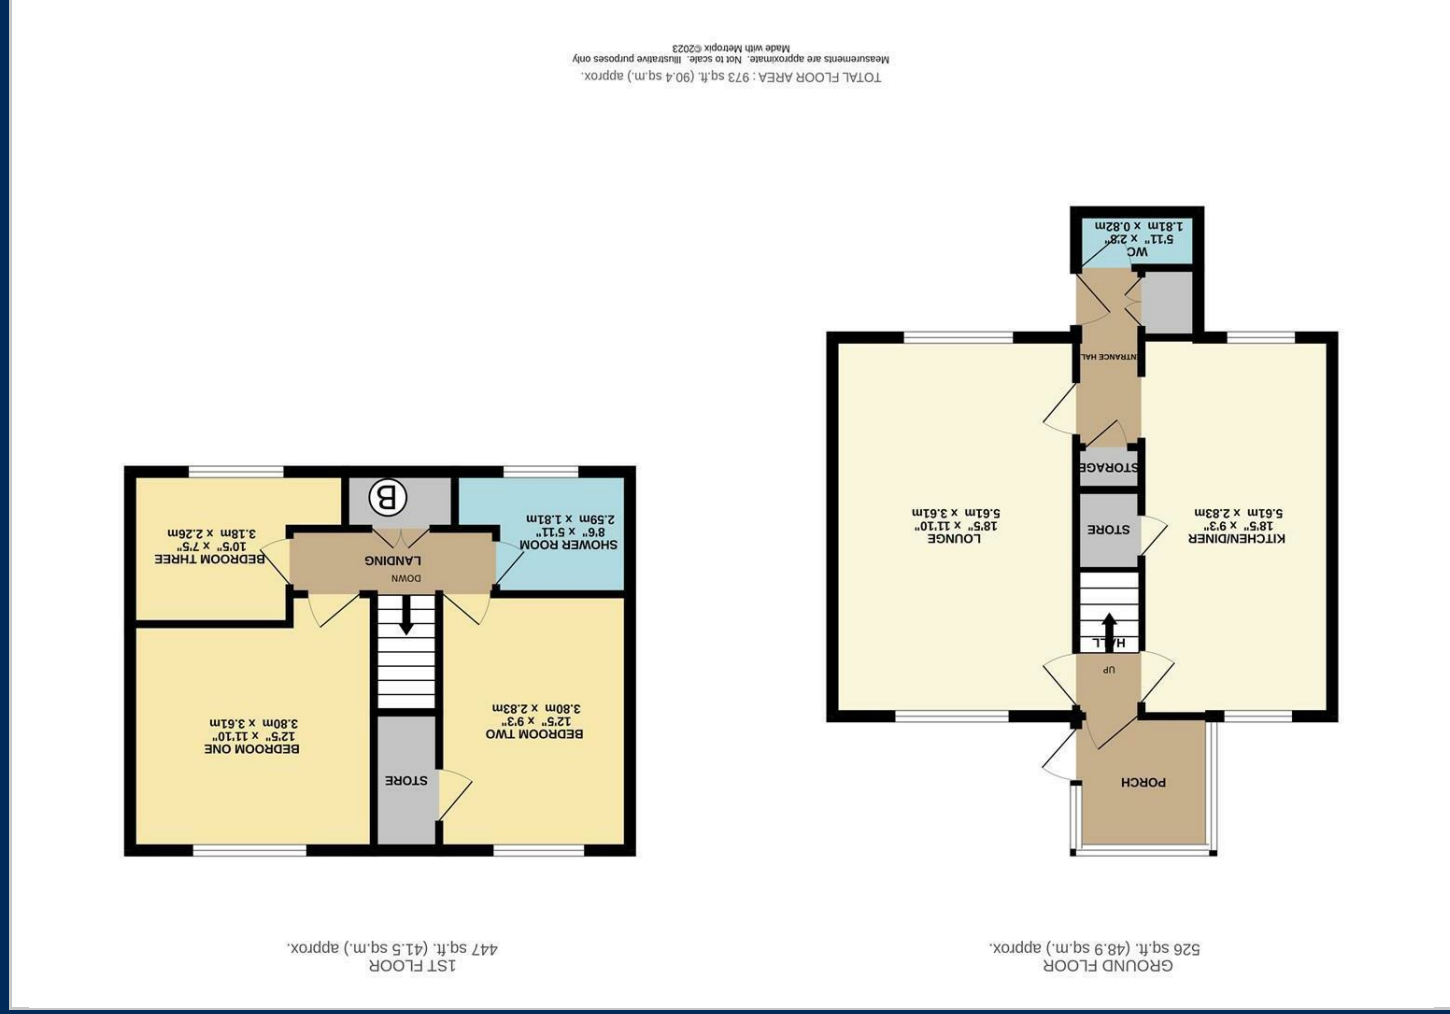 GROUND FLOOR
526 sq.ft. (48.9 sq.m.) approx.
PORCH
UP
HALL
KITCHEN/DINER
18'5" x 9'3"
5.61m x 2.83m
STORE
LOUNGE
18'5" x 11'10"
5.61m x 3.61m
STORAGE
ENTRANCE HALL
WC
5'11" x 2'8"
1.81m x 0.82m
1ST FLOOR
447 sq.ft. (41.5 sq.m.) approx.
STORE
BEDROOM TWO
12'5" x 9'3"
3.80m x 2.83m
BEDROOM ONE
12'5" x 11'10"
3.80m x 3.61m
DOWN
LANDING
SHOWER ROOM
8'6" x 5'11"
2.59m x 1.81m
BEDROOM THREE
10'5" x 7'5"
3.18m x 2.26m
B
TOTAL FLOOR AREA : 973 sq.ft. (90.4 sq.m.) approx.
Measurements are approximate. Not to scale. Illustrative purposes only
Made with Metropix ©2023